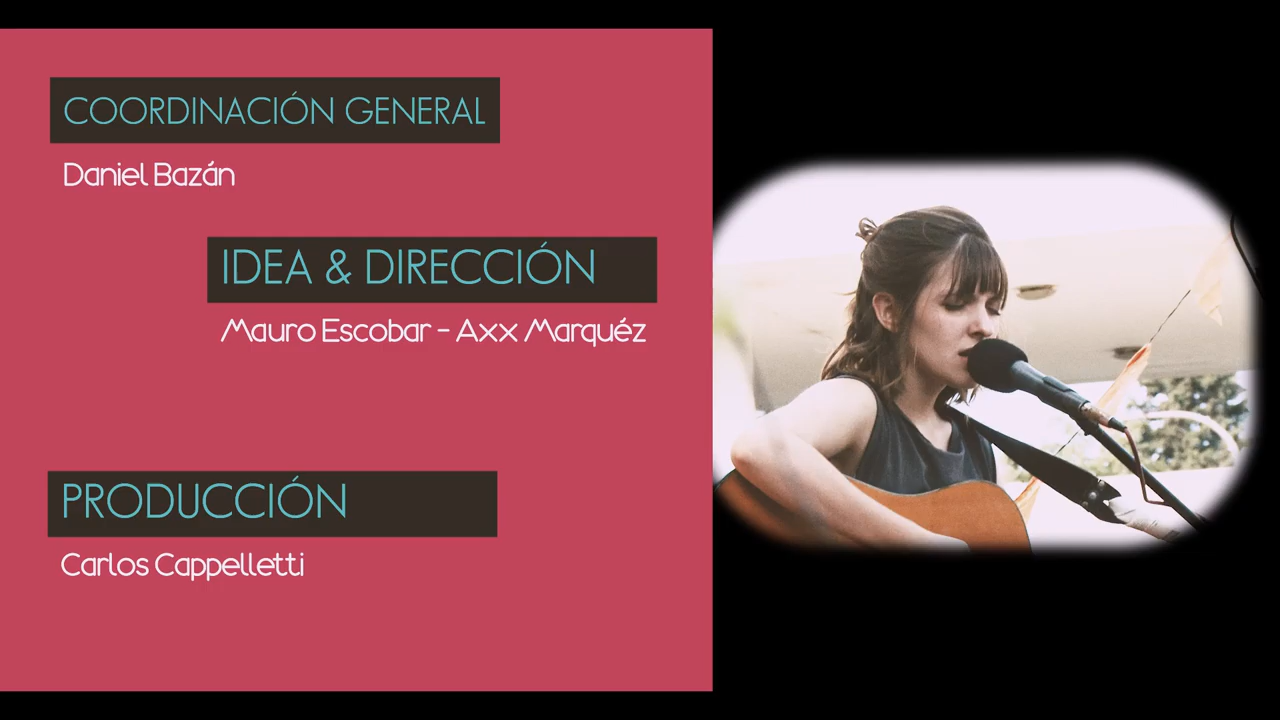 COORDINACIÓN GENERAL
Daniel Bazán
IDEA & DIRECCIÓN
Mauro Escobar - Axx Marquéz
PRODUCCIÓN
Carlos Cappelletti